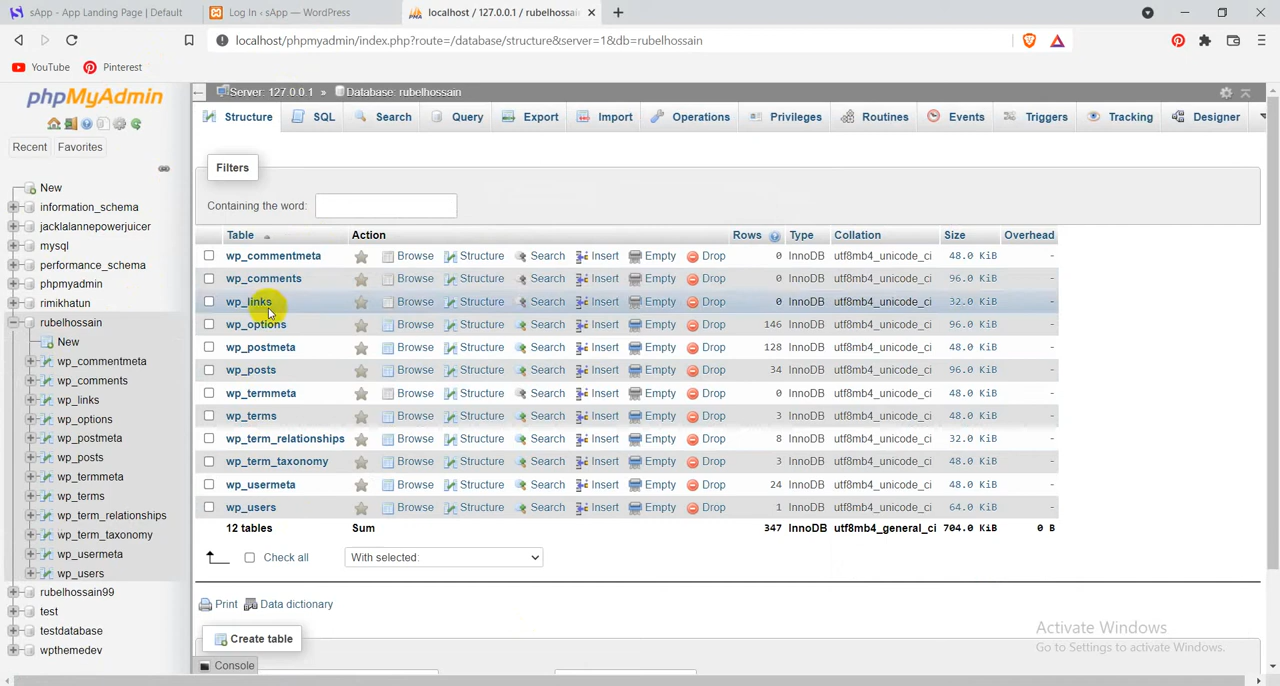 sApp - App Landing Page | Default
Log In ‹ sApp — WordPress
localhost / 127.0.0.1 / rubelhossai
localhost/phpmyadmin/index.php?route=/database/structure&server=1&db=rubelhossain
YouTube Pinterest
phpMyAdmin
Recent Favorites
New
information_schema
jacklalannepowerjuicer
mysql
performance_schema
phpmyadmin
rimikhatun
rubelhossain
New
wp_commentmeta
wp_comments
wp_links
wp_options
wp_postmeta
wp_posts
wp_termmeta
wp_terms
wp_term_relationships
wp_term_taxonomy
wp_usermeta
wp_users
rubelhossain99
test
testdatabase
wpthemedev
Server: 127.0.0.1 » Database: rubelhossain
Structure SQL Search Query Export Import Operations Privileges Routines Events Triggers Tracking Designer
Filters
Containing the word:
Table Action Rows Type Collation Size Overhead
wp_commentmeta Browse Structure Search Insert Empty Drop 0 InnoDB utf8mb4_unicode_ci 48.0 KiB -
wp_comments Browse Structure Search Insert Empty Drop 0 InnoDB utf8mb4_unicode_ci 96.0 KiB -
wp_links Browse Structure Search Insert Empty Drop 0 InnoDB utf8mb4_unicode_ci 32.0 KiB -
wp_options Browse Structure Search Insert Empty Drop 146 InnoDB utf8mb4_unicode_ci 96.0 KiB -
wp_postmeta Browse Structure Search Insert Empty Drop 128 InnoDB utf8mb4_unicode_ci 48.0 KiB -
wp_posts Browse Structure Search Insert Empty Drop 34 InnoDB utf8mb4_unicode_ci 96.0 KiB -
wp_termmeta Browse Structure Search Insert Empty Drop 0 InnoDB utf8mb4_unicode_ci 48.0 KiB -
wp_terms Browse Structure Search Insert Empty Drop 3 InnoDB utf8mb4_unicode_ci 48.0 KiB -
wp_term_relationships Browse Structure Search Insert Empty Drop 8 InnoDB utf8mb4_unicode_ci 32.0 KiB -
wp_term_taxonomy Browse Structure Search Insert Empty Drop 3 InnoDB utf8mb4_unicode_ci 48.0 KiB -
wp_usermeta Browse Structure Search Insert Empty Drop 24 InnoDB utf8mb4_unicode_ci 48.0 KiB -
wp_users Browse Structure Search Insert Empty Drop 1 InnoDB utf8mb4_unicode_ci 64.0 KiB -
12 tables Sum 347 InnoDB utf8mb4_general_ci 704.0 KiB 0 B
Check all With selected:
Print Data dictionary
Create table
Console
Activate Windows
Go to Settings to activate Windows.